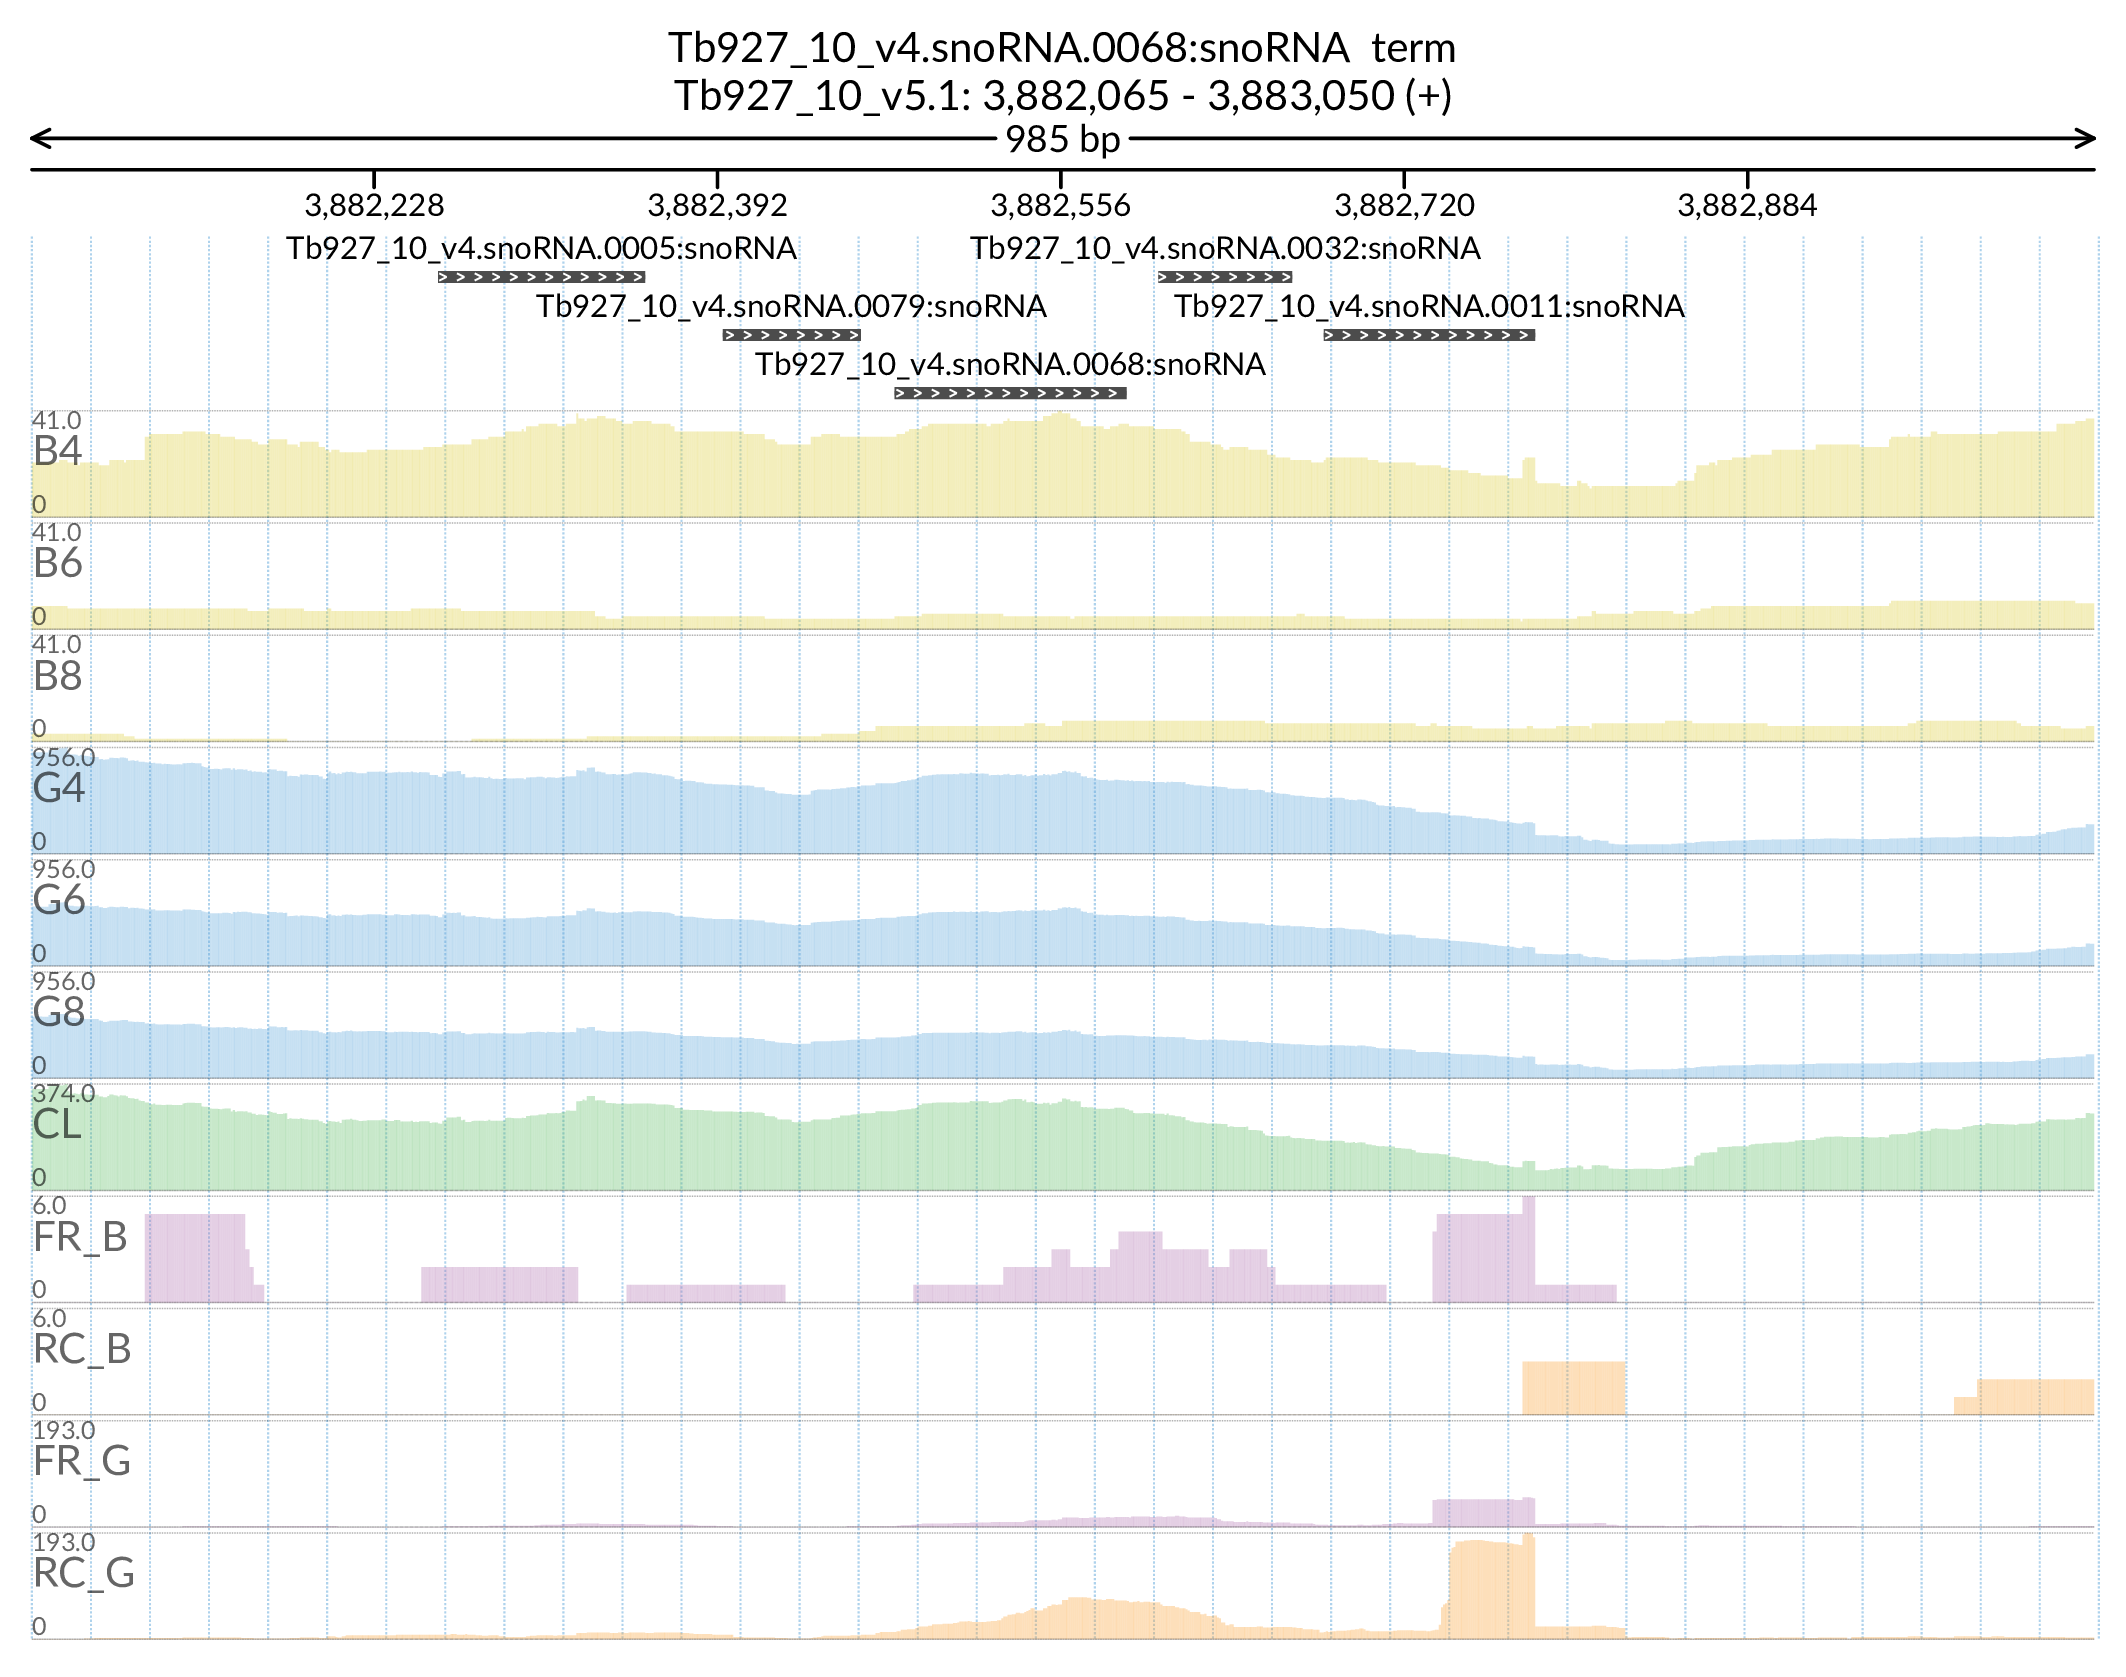 Tb927_10_v4.snoRNA.0068:snoRNA term
Tb927_10_v5.1: 3,882,065 - 3,883,050 (+)
985 bp
3,882,228 3,882,392 3,882,556 3,882,720 3,882,884
Tb927_10_v4.snoRNA.0005:snoRNA Tb927_10_v4.snoRNA.0032:snoRNA
Tb927_10_v4.snoRNA.0079:snoRNA Tb927_10_v4.snoRNA.0011:snoRNA
Tb927_10_v4.snoRNA.0068:snoRNA
41.0
B4
0
41.0
B6
0
41.0
B8
0
956.0
G4
0
956.0
G6
0
956.0
G8
0
374.0
CL
0
6.0
FR_B
0
6.0
RC_B
0
193.0
FR_G
0
193.0
RC_G
0